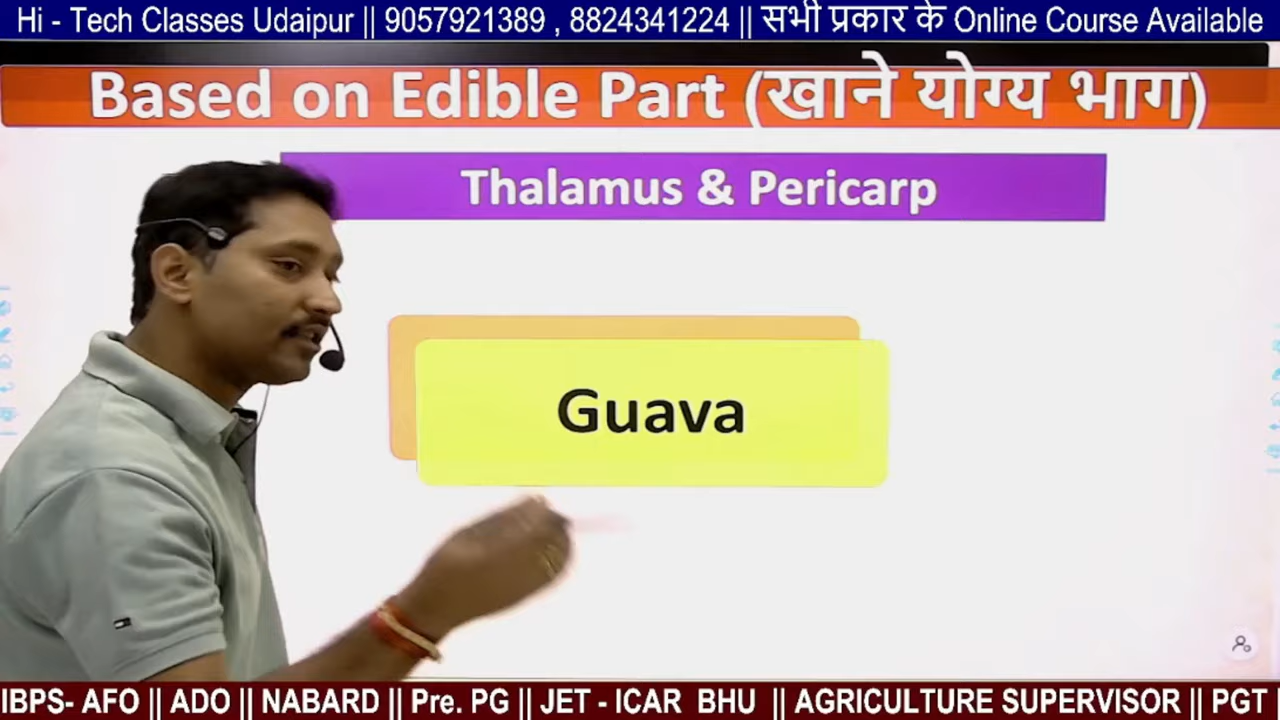 Hi - Tech Classes Udaipur || 9057921389 , 8824341224 || सभी प्रकार के Online Course Available
Based on Edible Part (खाने योग्य भाग)
Thalamus & Pericarp
Guava
IBPS- AFO || ADO || NABARD || Pre. PG || JET - ICAR BHU || AGRICULTURE SUPERVISOR || PGT